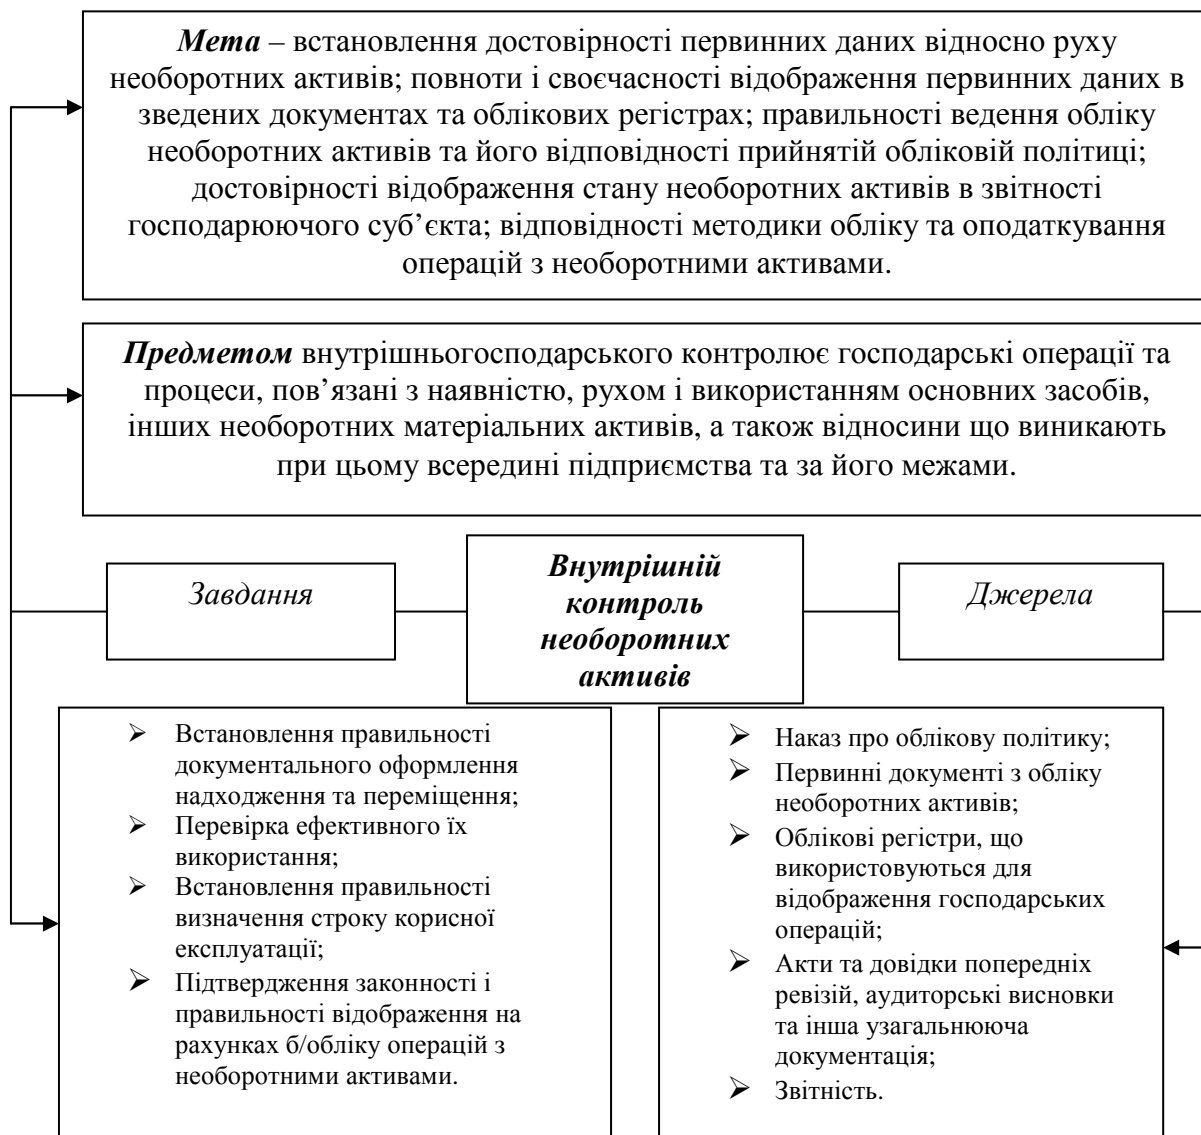 Мета – встановлення достовірності первинних даних відносно руху
необоротних активів; повноти і своєчасності відображення первинних даних в
зведених документах та облікових регістрах; правильності ведення обліку
необоротних активів та його відповідності прийнятій обліковій політиці;
достовірності відображення стану необоротних активів в звітності
господарюючого суб’єкта; відповідності методики обліку та оподаткування
операцій з необоротними активами.
Предметом внутрішньогосподарського контролює господарські операції та
процеси, пов’язані з наявністю, рухом і використанням основних засобів,
інших необоротних матеріальних активів, а також відносини що виникають
при цьому всередині підприємства та за його межами.
Завдання
Внутрішній
контроль
необоротних
активів
Джерела
➢ Встановлення правильності
документального оформлення
надходження та переміщення;
➢ Перевірка ефективного їх
використання;
➢ Встановлення правильності
визначення строку корисної
експлуатації;
➢ Підтвердження законності і
правильності відображення на
рахунках б/обліку операцій з
необоротними активами.
➢ Наказ про облікову політику;
➢ Первинні документі з обліку
необоротних активів;
➢ Облікові регістри, що
використовуються для
відображення господарських
операцій;
➢ Акти та довідки попередніх
ревізій, аудиторські висновки
та інша узагальнююча
документація;
➢ Звітність.